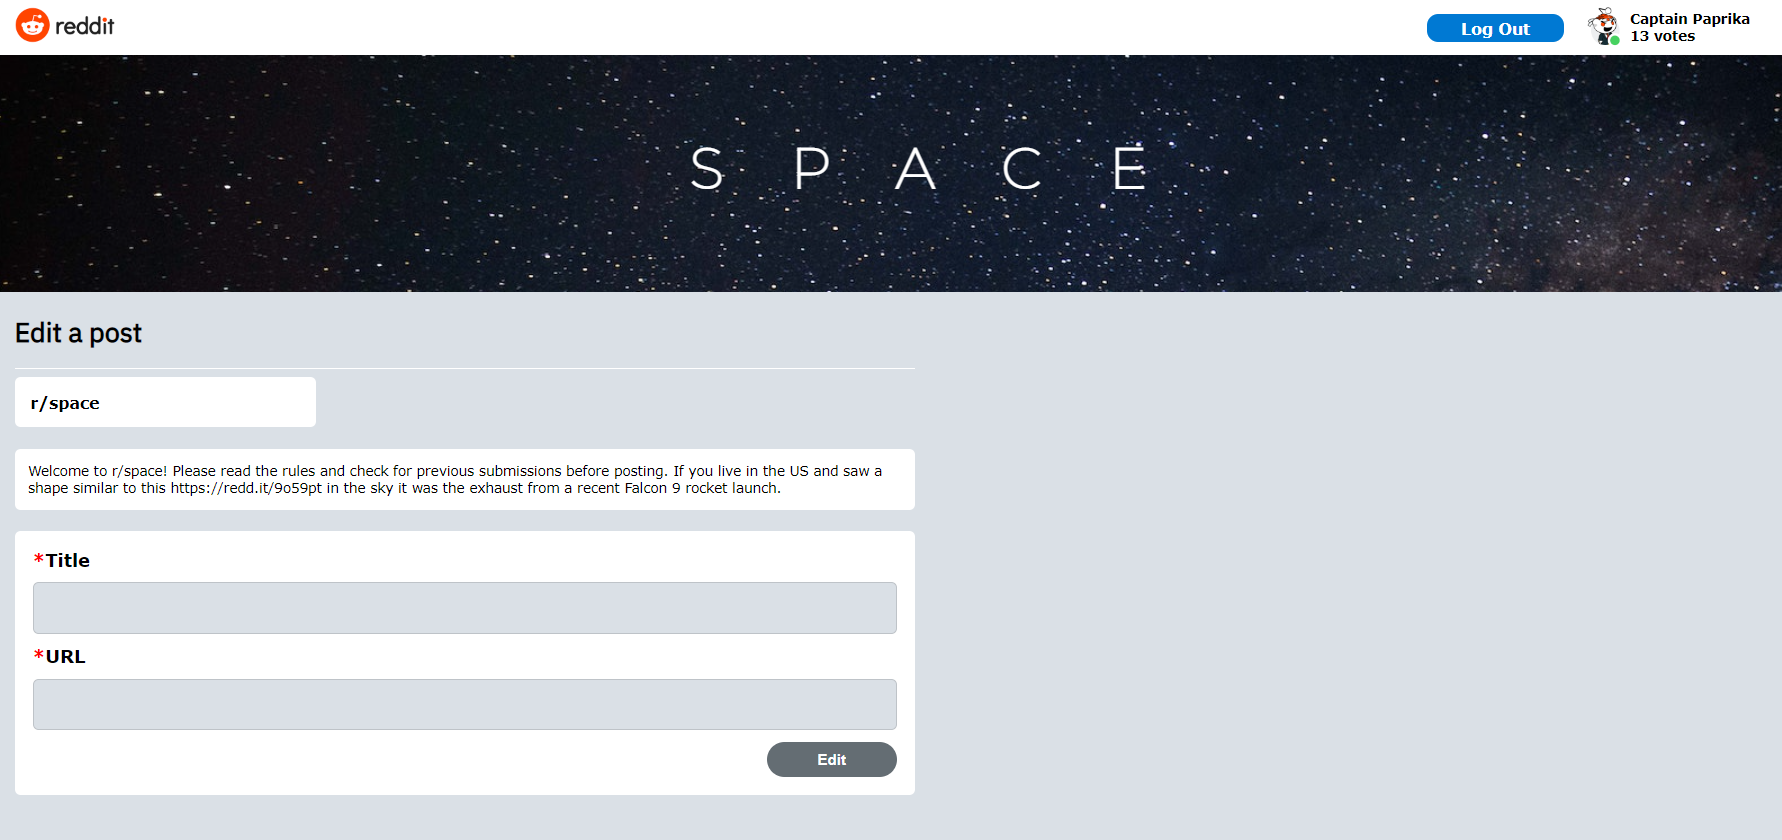 reddit
Log Out
Captain Paprika
13 votes
S P A C E
Edit a post
r/space
Welcome to r/space! Please read the rules and check for previous submissions before posting. If you live in the US and saw a
shape similar to this https://redd.it/9o59pt in the sky it was the exhaust from a recent Falcon 9 rocket launch.
*Title
*URL
Edit